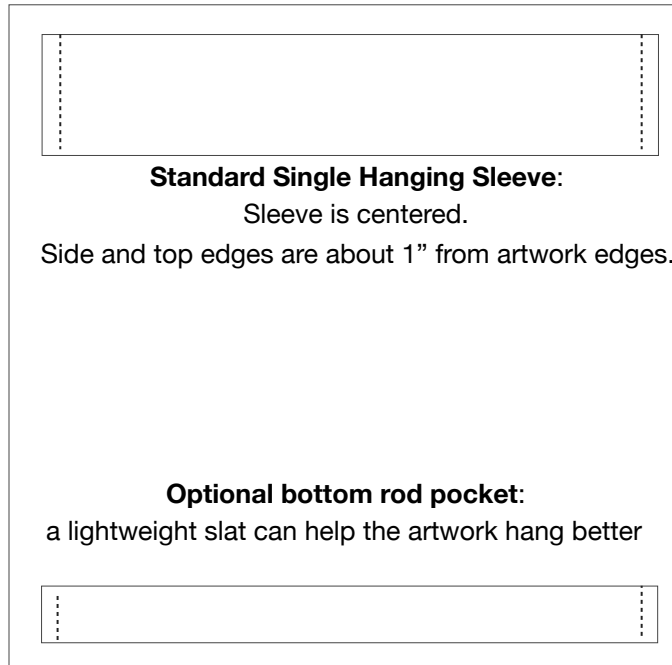 Standard Single Hanging Sleeve:
Sleeve is centered.
Side and top edges are about 1” from artwork edges.
Optional bottom rod pocket:
a lightweight slat can help the artwork hang better